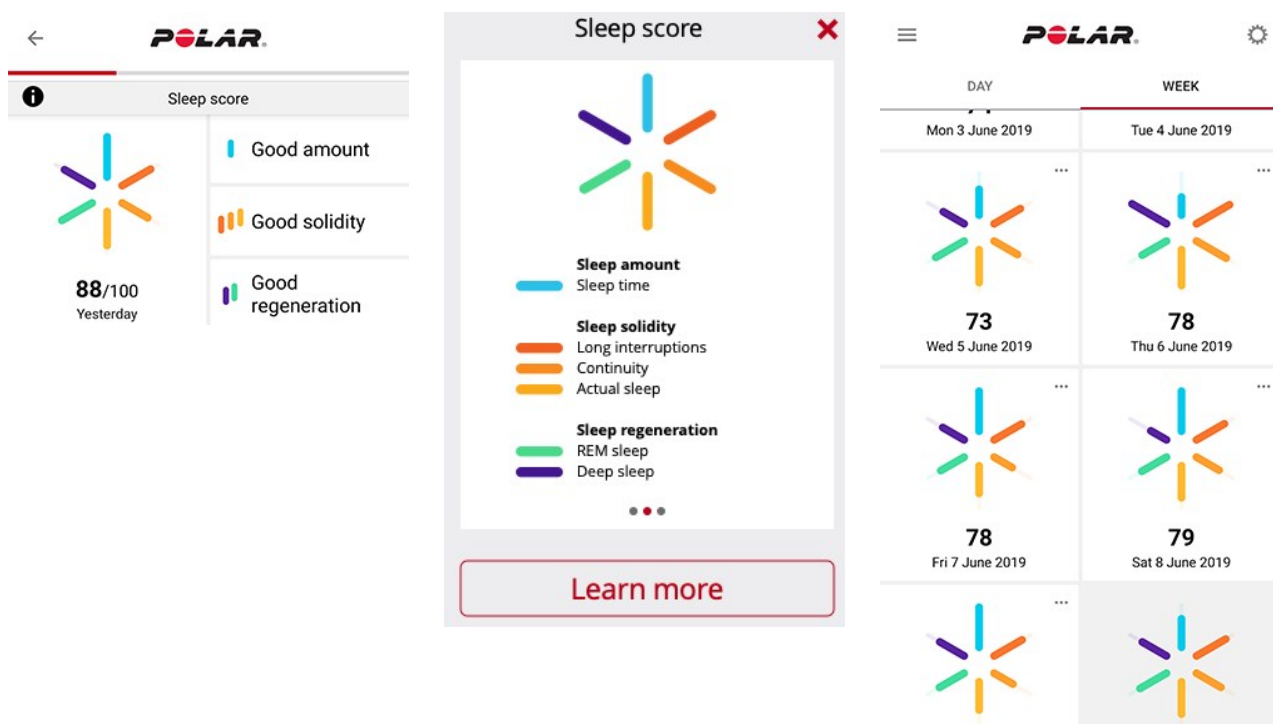 POLAR.
Sleep score
Good amount
Good solidity
Good
regeneration
88/100
Yesterday
Sleep score
Sleep amount
Sleep time
Sleep solidity
Long interruptions
Continuity
Actual sleep
Sleep regeneration
REM sleep
Deep sleep
Learn more
POLAR.
DAY
WEEK
Mon 3 June 2019
Tue 4 June 2019
73
Wed 5 June 2019
78
Thu 6 June 2019
78
Fri 7 June 2019
79
Sat 8 June 2019